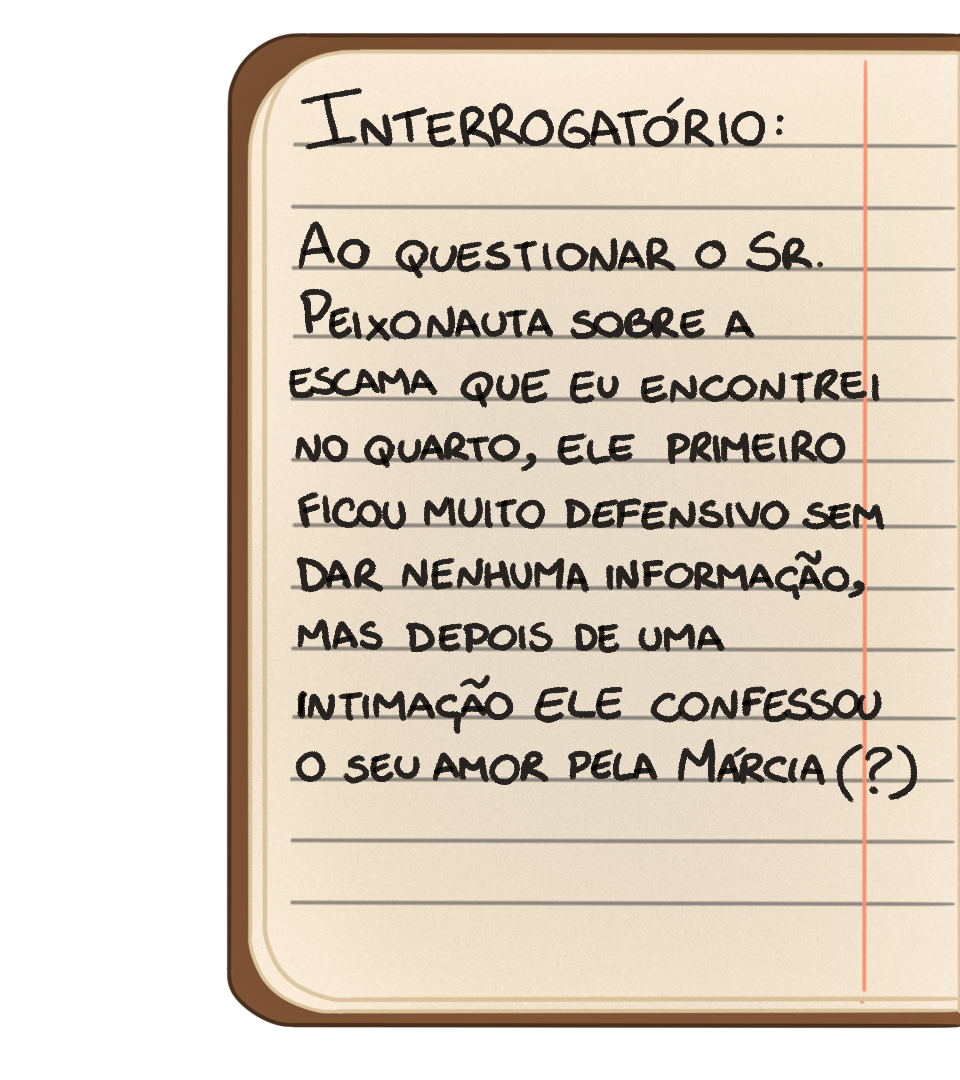 Interrogatório:
Ao questionar o Sr.
Peixonauta sobre a
escama que eu encontrei
no quarto, ele primeiro
ficou muito defensivo sem
dar nenhuma informação,
mas depois de uma
intimação ele confessou
o seu amor pela Márcia (?)